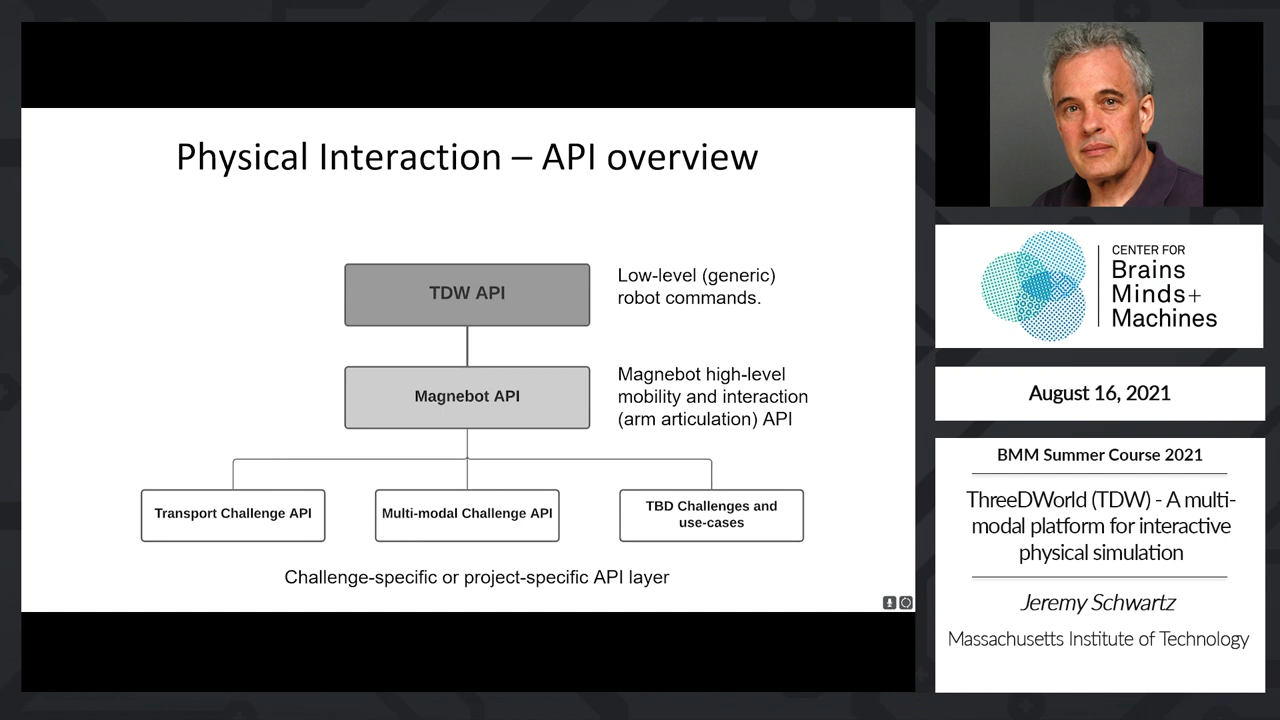 Physical Interaction – API overview
TDW API
Low-level (generic)
robot commands.
Magnebot API
Magnebot high-level
mobility and interaction
(arm articulation) API
Transport Challenge API
Multi-modal Challenge API
TBD Challenges and
use-cases
Challenge-specific or project-specific API layer
CENTER FOR
Brains
Minds+
Machines
August 16, 2021
BMM Summer Course 2021
ThreeDWorld (TDW) - A multi-
modal platform for interactive
physical simulation
Jeremy Schwartz
Massachusetts Institute of Technology